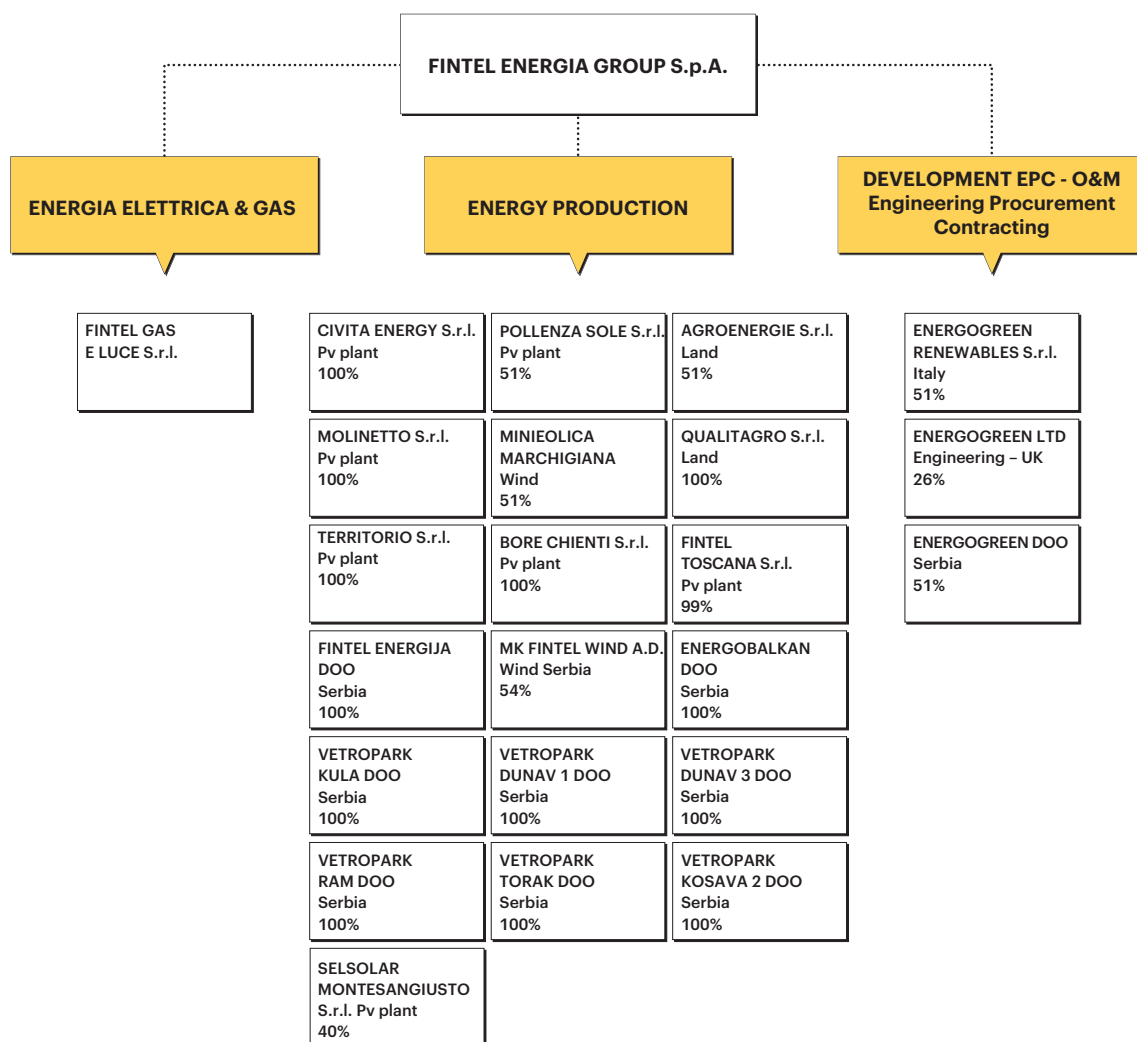 FINTEL ENERGIA GROUP S.p.A.
ENERGIA ELETTRICA & GAS
ENERGY PRODUCTION
DEVELOPMENT EPC - O&M
Engineering Procurement
Contracting
FINTEL GAS
E LUCE S.r.l.
CIVITA ENERGY S.r.l.
Pv plant
100%
POLLENZA SOLE S.r.l.
Pv plant
51%
AGROENERGIE S.r.l.
Land
51%
ENERGOGREEN
RENEWABLES S.r.l.
Italy
51%
MOLINETTO S.r.l.
Pv plant
100%
MINIEOLICA
MARCHIGIANA
Wind
51%
QUALITAGRO S.r.l.
Land
100%
ENERGOGREEN LTD
Engineering – UK
26%
TERRITORIO S.r.l.
Pv plant
100%
BORE CHIENTI S.r.l.
Pv plant
100%
FINTEL
TOSCANA S.r.l.
Pv plant
99%
ENERGOGREEN DOO
Serbia
51%
FINTEL ENERGIJA
DOO
Serbia
100%
MK FINTEL WIND A.D.
Wind Serbia
54%
ENERGOBALKAN
DOO
Serbia
100%
VETROPARK
KULA DOO
Serbia
100%
VETROPARK
DUNAV 1 DOO
Serbia
100%
VETROPARK
DUNAV 3 DOO
Serbia
100%
VETROPARK
RAM DOO
Serbia
100%
VETROPARK
TORAK DOO
Serbia
100%
VETROPARK
KOSAVA 2 DOO
Serbia
100%
SELSOLAR
MONTESANGIUSTO
S.r.l. Pv plant
40%